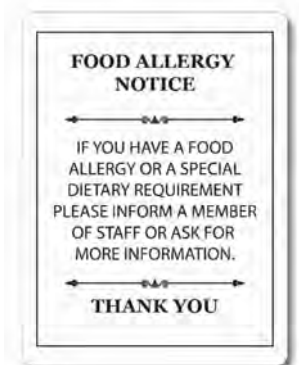 FOOD ALLERGY
NOTICE
IF YOU HAVE A FOOD
ALLERGY OR A SPECIAL
DIETARY REQUIREMENT
PLEASE INFORM A MEMBER
OF STAFF OR ASK FOR
MORE INFORMATION.
THANK YOU